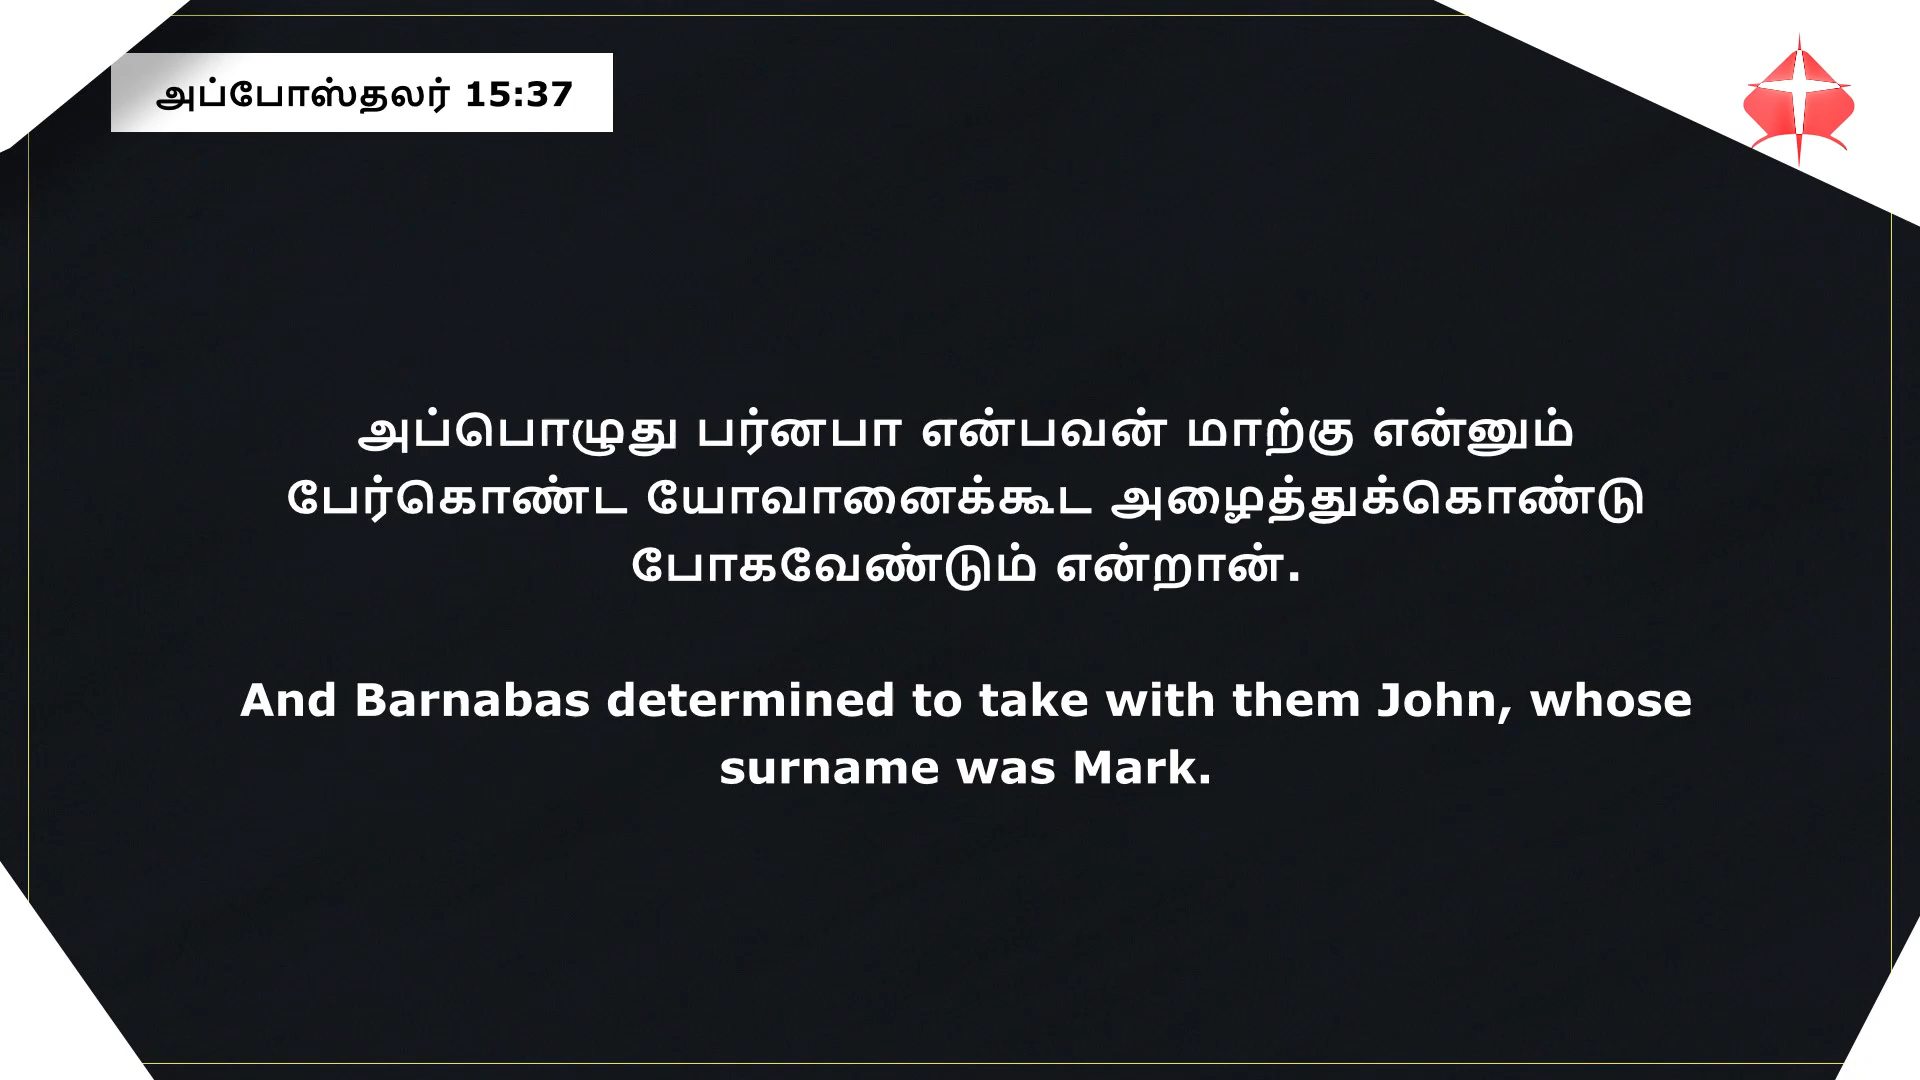 அப்போஸ்தலர் 15:37
அப்பொழுது பர்னபா என்பவன் மாற்கு என்னும்
பேர்கொண்ட யோவானைக்கூட அழைத்துக்கொண்டு
போகவேண்டும் என்றான்.
And Barnabas determined to take with them John, whose
surname was Mark.